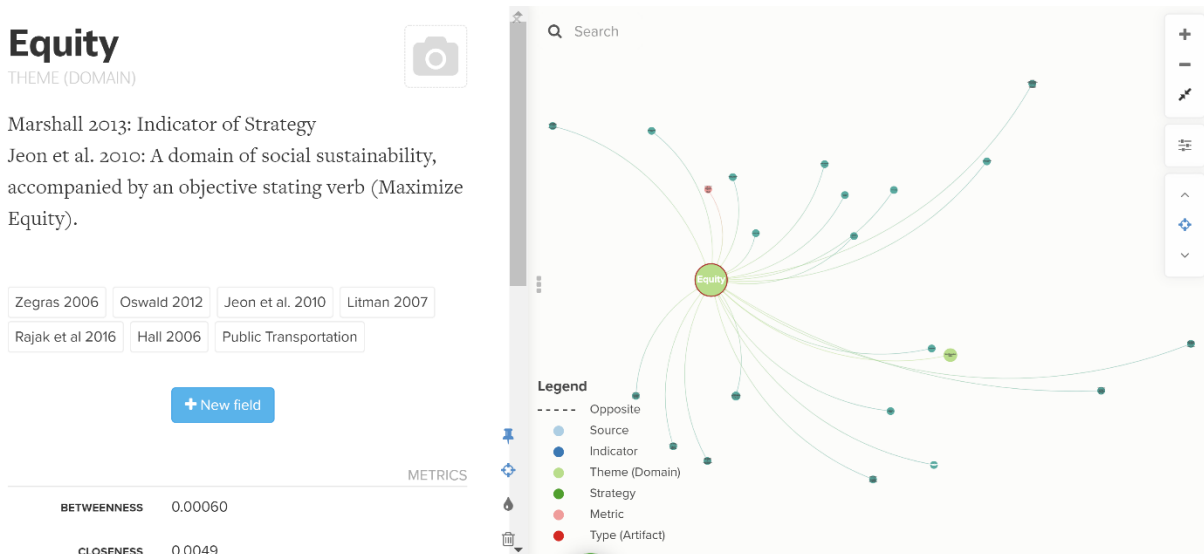 Equity
THEME (DOMAIN)
Marshall 2013: Indicator of Strategy
Jeon et al. 2010: A domain of social sustainability,
accompanied by an objective stating verb (Maximize
Equity).
Zegras 2006 Oswald 2012 Jeon et al. 2010 Litman 2007
Rajak et al 2016 Hall 2006 Public Transportation
+ New field
METRICS
BETWEENNESS 0.00060
CLOSENESS 0.0049
Search
Equity
Legend
Opposite
Source
Indicator
Theme (Domain)
Strategy
Metric
Type (Artifact)